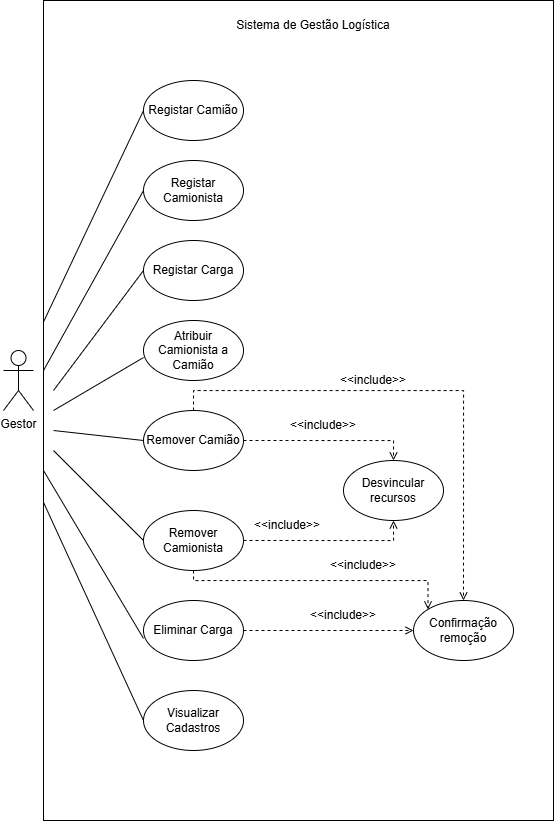 Sistema de Gestão Logística
Registar Camião
Registar
Camionista
Registar Carga
Atribuir
Camionista a
Camião
<<include>>
Gestor
Remover Camião
<<include>>
Desvincular
recursos
Remover
Camionista
<<include>>
<<include>>
Eliminar Carga
<<include>>
Confirmação
remoção
Visualizar
Cadastros